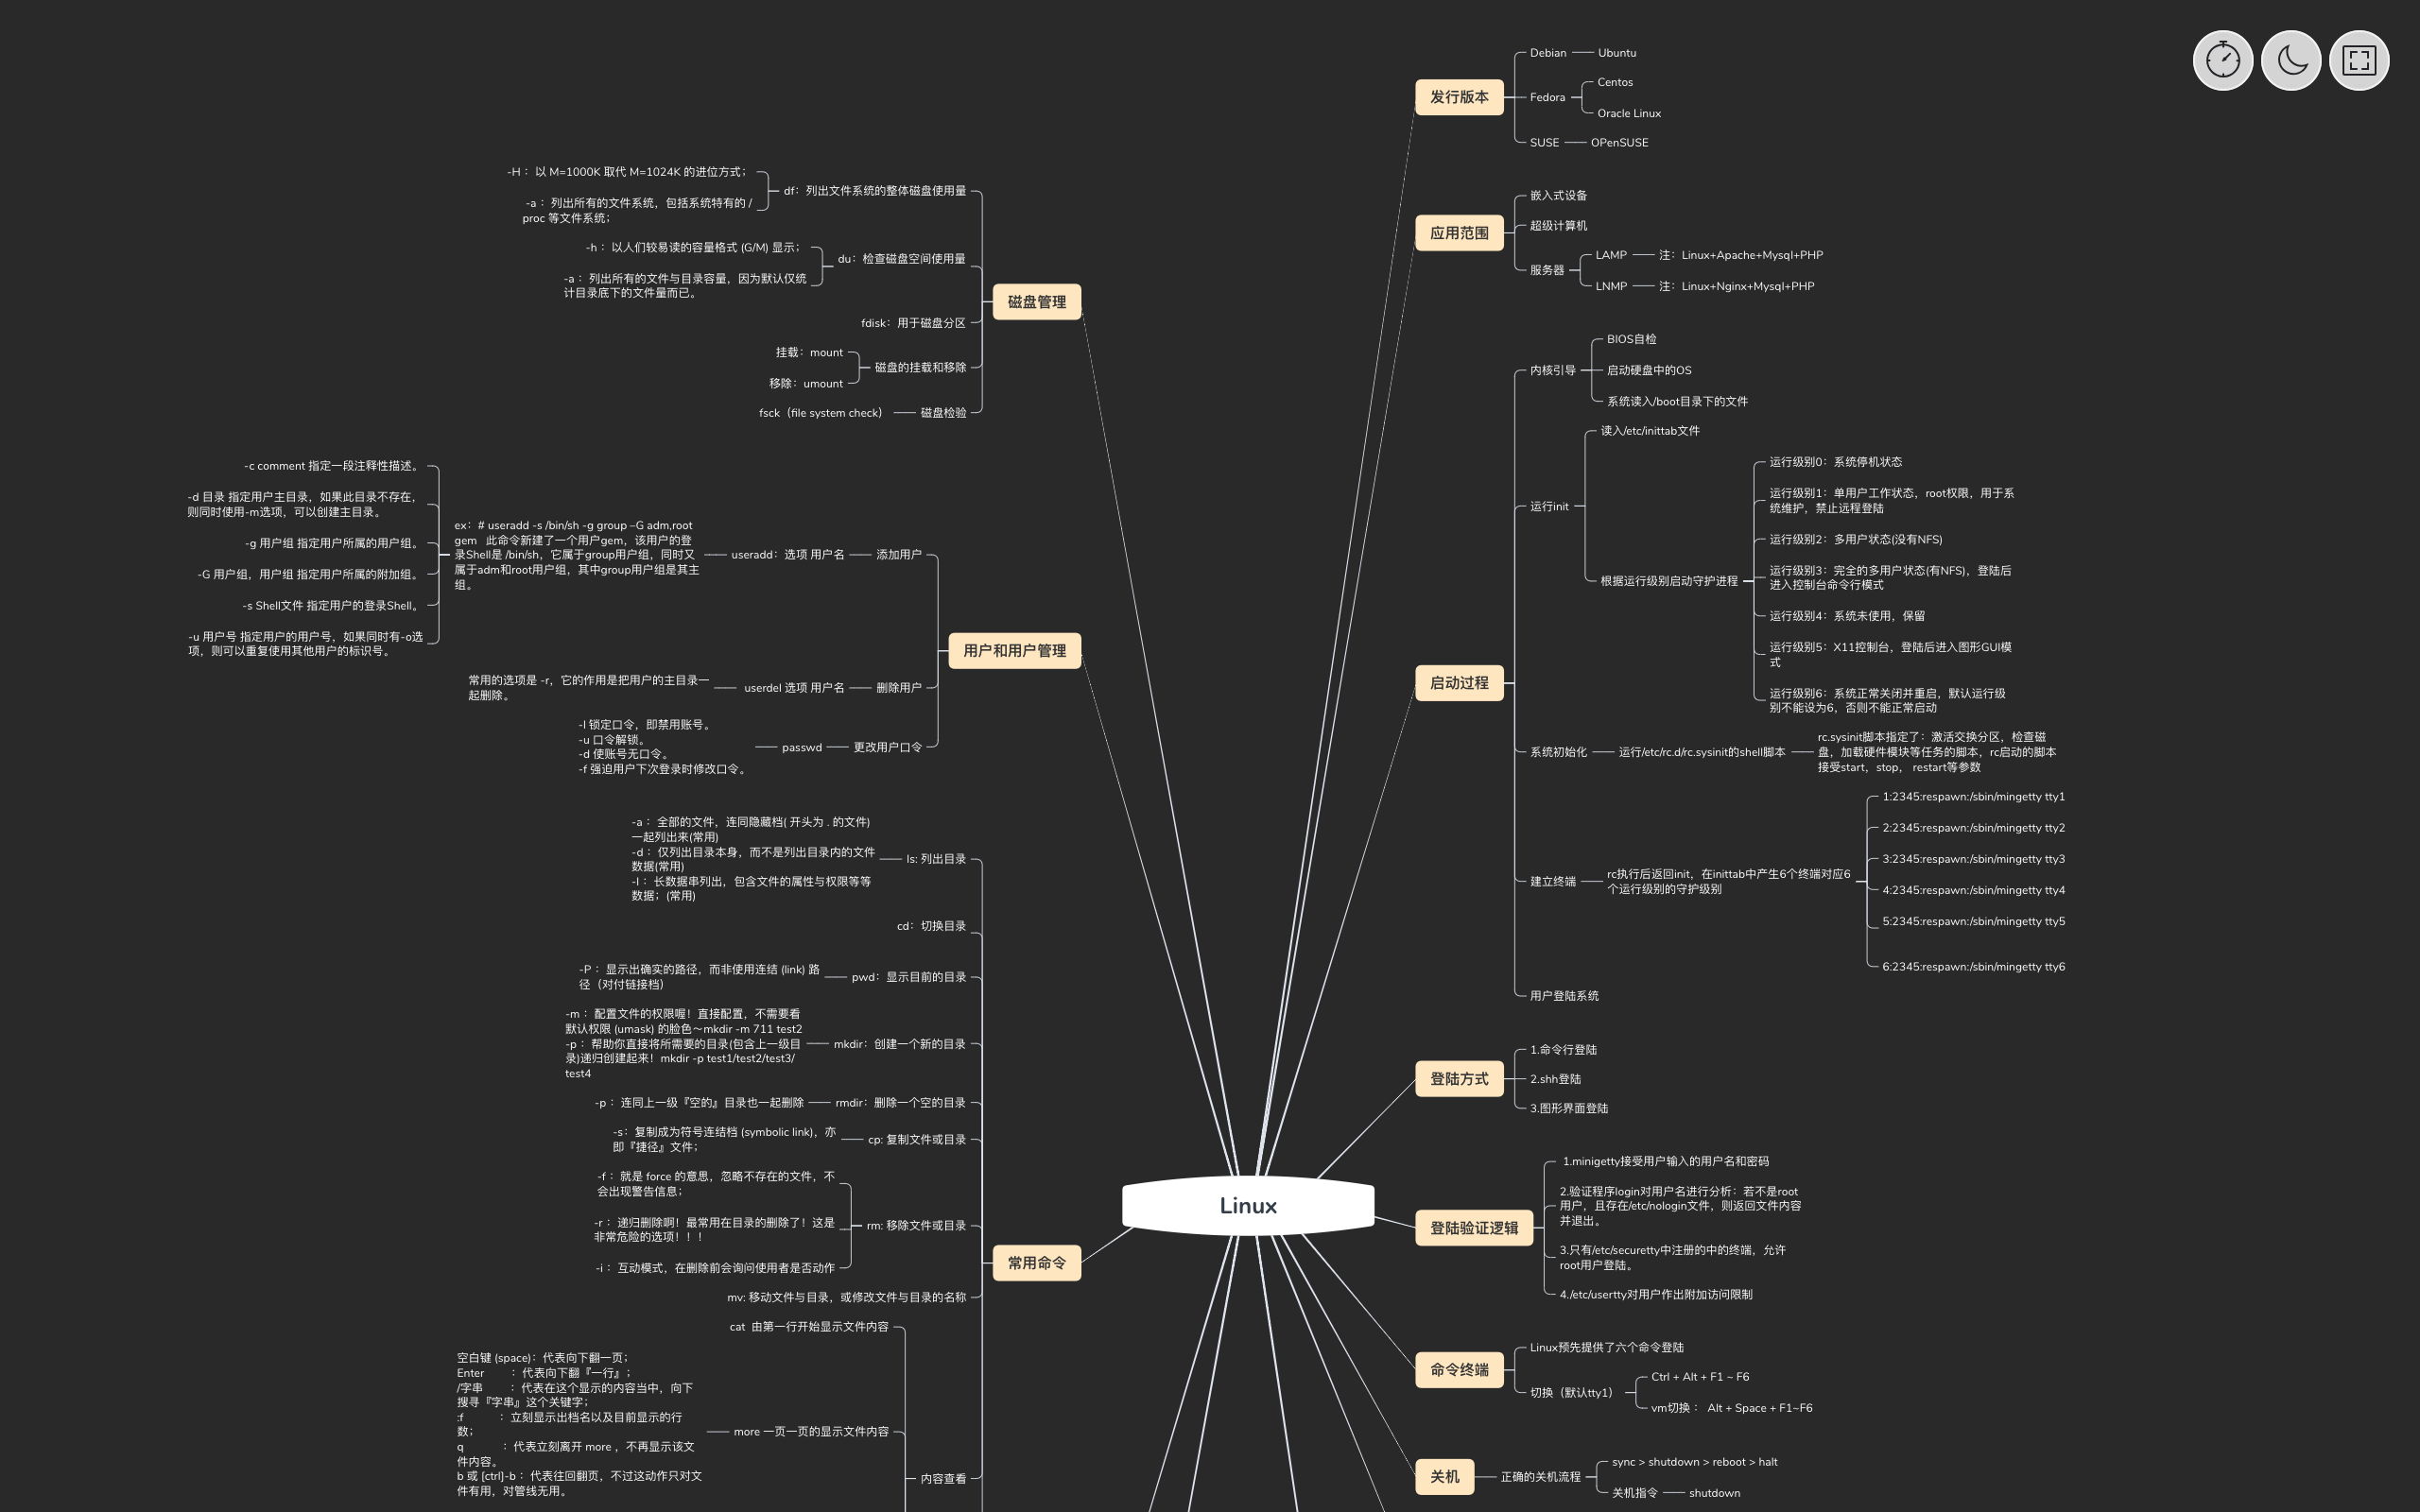 Linux
发行版本
Debian
Ubuntu
Fedora
Centos
Oracle Linux
SUSE
OPenSUSE
应用范围
嵌入式设备
超级计算机
服务器
LAMP
注：Linux+Apache+Mysql+PHP
LNMP
注：Linux+Nginx+Mysql+PHP
启动过程
内核引导
BIOS自检
启动硬盘中的OS
系统读入/boot目录下的文件
运行init
读入/etc/inittab文件
根据运行级别启动守护进程
运行级别0：系统停机状态
运行级别1：单用户工作状态，root权限，用于系
统维护，禁止远程登陆
运行级别2：多用户状态(没有NFS)
运行级别3：完全的多用户状态(有NFS)，登陆后
进入控制台命令行模式
运行级别4：系统未使用，保留
运行级别5：X11控制台，登陆后进入图形GUI模
式
运行级别6：系统正常关闭并重启，默认运行级
别不能设为6，否则不能正常启动
系统初始化
运行/etc/rc.d/rc.sysinit的shell脚本
rc.sysinit脚本指定了：激活交换分区，检查磁
盘，加载硬件模块等任务的脚本，rc启动的脚本
接受start，stop， restart等参数
建立终端
rc执行后返回init，在inittab中产生6个终端对应6
个运行级别的守护级别
1:2345:respawn:/sbin/mingetty tty1
2:2345:respawn:/sbin/mingetty tty2
3:2345:respawn:/sbin/mingetty tty3
4:2345:respawn:/sbin/mingetty tty4
5:2345:respawn:/sbin/mingetty tty5
6:2345:respawn:/sbin/mingetty tty6
用户登陆系统
登陆方式
1.命令行登陆
2.shh登陆
3.图形界面登陆
登陆验证逻辑
1.minigetty接受用户输入的用户名和密码
2.验证程序login对用户名进行分析：若不是root
用户，且存在/etc/nologin文件，则返回文件内容
并退出。
3.只有/etc/securetty中注册的中的终端，允许
root用户登陆。
4./etc/usertty对用户作出附加访问限制
命令终端
Linux预先提供了六个命令登陆
切换（默认tty1）
Ctrl + Alt + F1 ~ F6
vm切换： Alt + Space + F1~F6
关机
正确的关机流程
sync > shutdown > reboot > halt
关机指令
shutdown
磁盘管理
df：列出文件系统的整体磁盘使用量
-H ：以 M=1000K 取代 M=1024K 的进位方式；
-a ：列出所有的文件系统，包括系统特有的 /
proc 等文件系统；
du：检查磁盘空间使用量
-h ：以人们较易读的容量格式 (G/M) 显示；
-a ：列出所有的文件与目录容量，因为默认仅统
计目录底下的文件量而已。
fdisk：用于磁盘分区
磁盘的挂载和移除
挂载：mount
移除：umount
磁盘检验
fsck（file system check）
用户和用户管理
添加用户
useradd：选项 用户名
ex：# useradd -s /bin/sh -g group –G adm,root
gem   此命令新建了一个用户gem，该用户的登
录Shell是 /bin/sh，它属于group用户组，同时又
属于adm和root用户组，其中group用户组是其主
组。
-c comment 指定一段注释性描述。
-d 目录 指定用户主目录，如果此目录不存在，
则同时使用-m选项，可以创建主目录。
-g 用户组 指定用户所属的用户组。
-G 用户组，用户组 指定用户所属的附加组。
-s Shell文件 指定用户的登录Shell。
-u 用户号 指定用户的用户号，如果同时有-o选
项，则可以重复使用其他用户的标识号。
删除用户
userdel 选项 用户名
常用的选项是 -r，它的作用是把用户的主目录一
起删除。
更改用户口令
passwd
-l 锁定口令，即禁用账号。
-u 口令解锁。
-d 使账号无口令。
-f 强迫用户下次登录时修改口令。
常用命令
ls: 列出目录
-a ：全部的文件，连同隐藏档( 开头为 . 的文件)
一起列出来(常用)
-d ：仅列出目录本身，而不是列出目录内的文件
数据(常用)
-l ：长数据串列出，包含文件的属性与权限等等
数据；(常用)
cd：切换目录
pwd：显示目前的目录
-P ：显示出确实的路径，而非使用连结 (link) 路
径（对付链接档）
mkdir：创建一个新的目录
-m ：配置文件的权限喔！直接配置，不需要看
默认权限 (umask) 的脸色～mkdir -m 711 test2
-p ：帮助你直接将所需要的目录(包含上一级目
录)递归创建起来！mkdir -p test1/test2/test3/
test4
rmdir：删除一个空的目录
-p ：连同上一级『空的』目录也一起删除
cp: 复制文件或目录
-s：复制成为符号连结档 (symbolic link)，亦
即『捷径』文件；
rm: 移除文件或目录
-f ：就是 force 的意思，忽略不存在的文件，不
会出现警告信息；
-r ：递归删除啊！最常用在目录的删除了！这是
非常危险的选项！！！
-i ：互动模式，在删除前会询问使用者是否动作
mv: 移动文件与目录，或修改文件与目录的名称
内容查看
cat  由第一行开始显示文件内容
more 一页一页的显示文件内容
空白键 (space)：代表向下翻一页；
Enter         ：代表向下翻『一行』；
/字串         ：代表在这个显示的内容当中，向下
搜寻『字串』这个关键字；
:f            ：立刻显示出档名以及目前显示的行
数；
q             ：代表立刻离开 more ，不再显示该文
件内容。
b 或 [ctrl]-b ：代表往回翻页，不过这动作只对文
件有用，对管线无用。